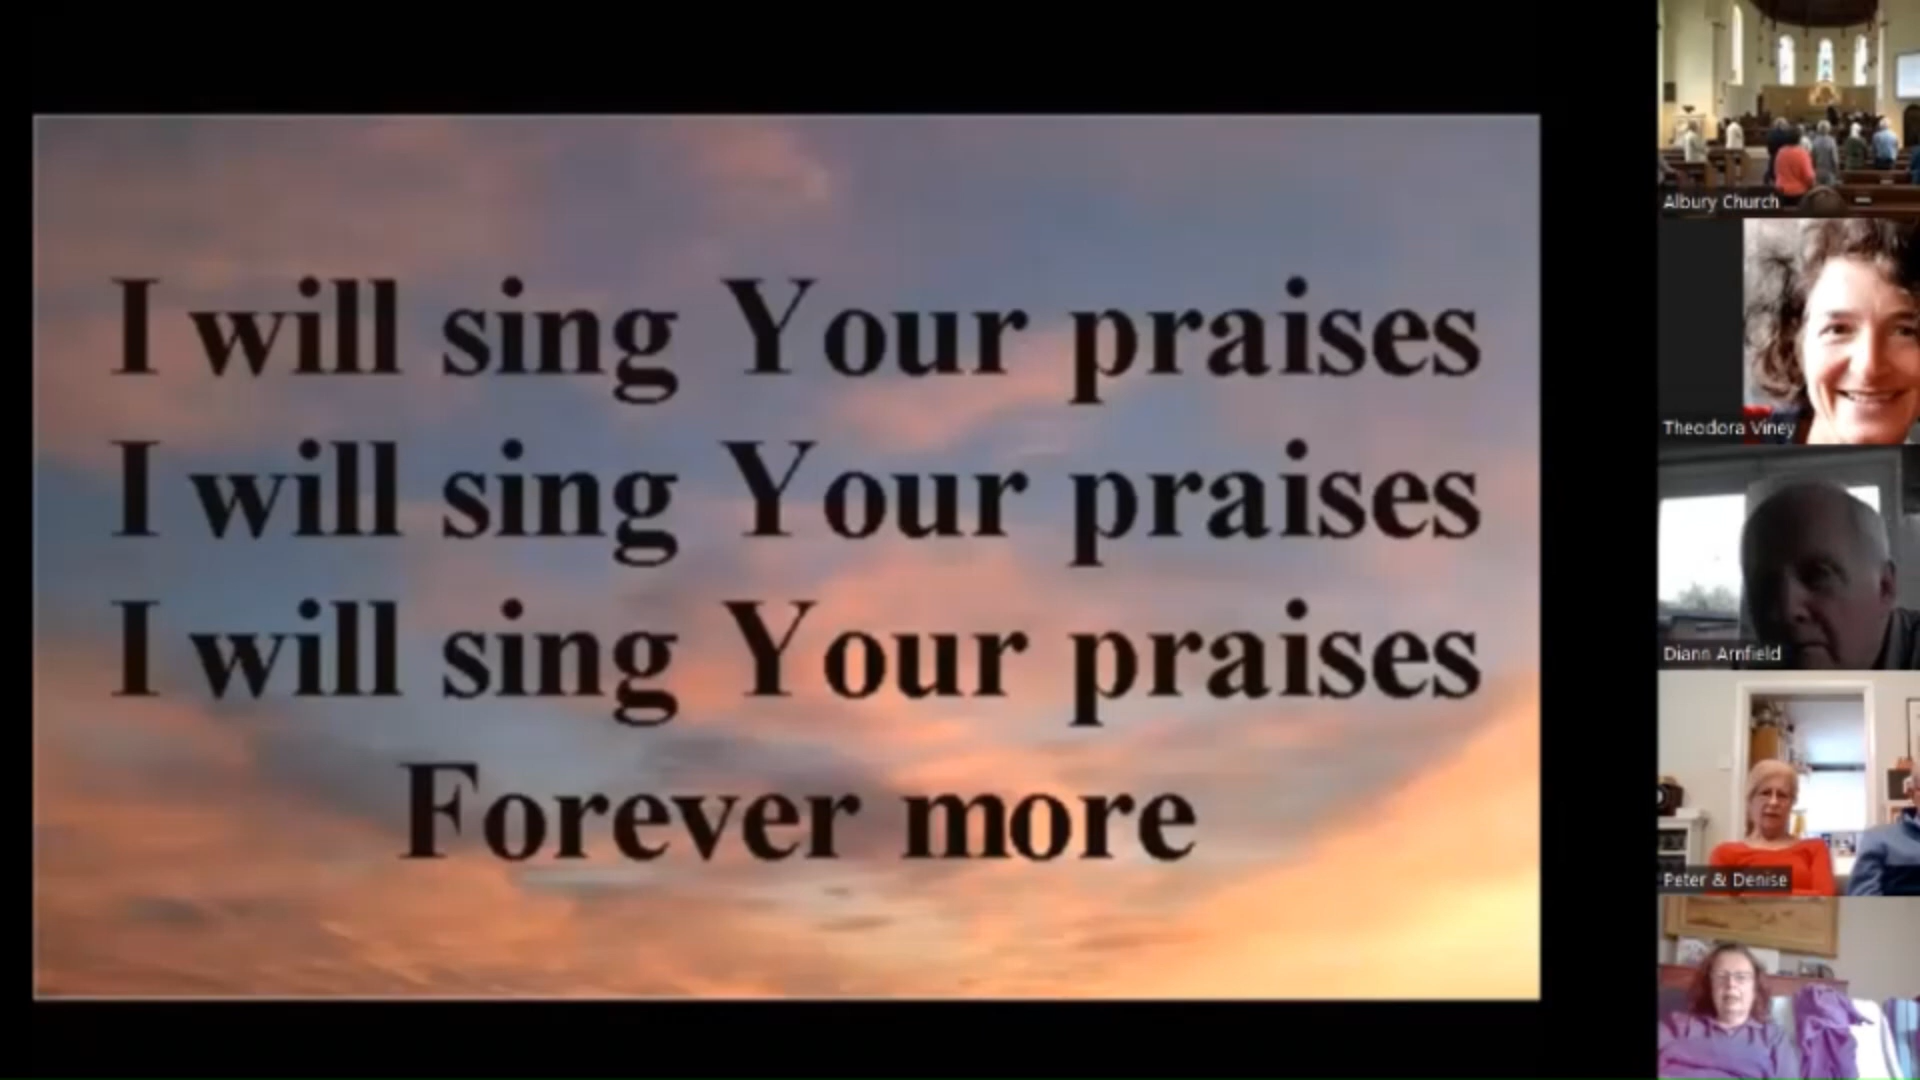 I will sing Your praises
I will sing Your praises
I will sing Your praises
Forever more
Albury Church
Theodora Viney
Diann Arnfield
Peter & Denise